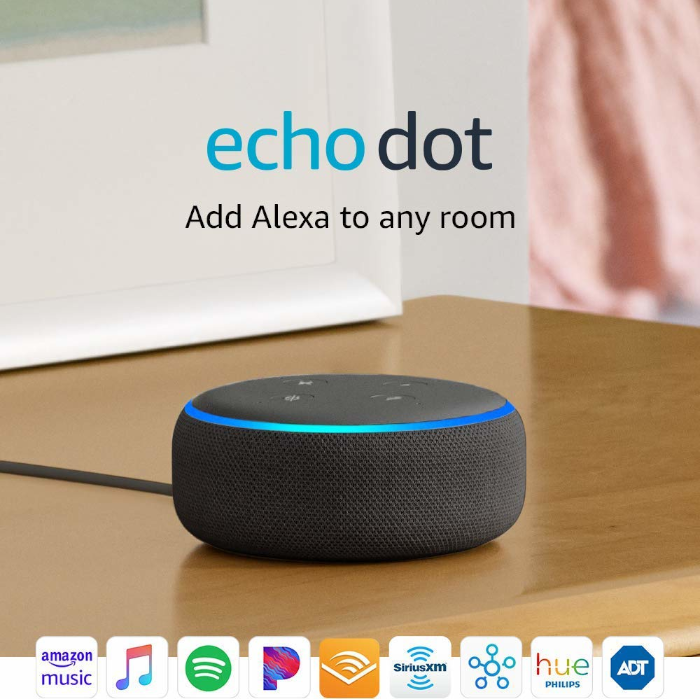 echo dot
Add Alexa to any room
amazon
music
SiriusXm
hue
PHILIPS
ADT